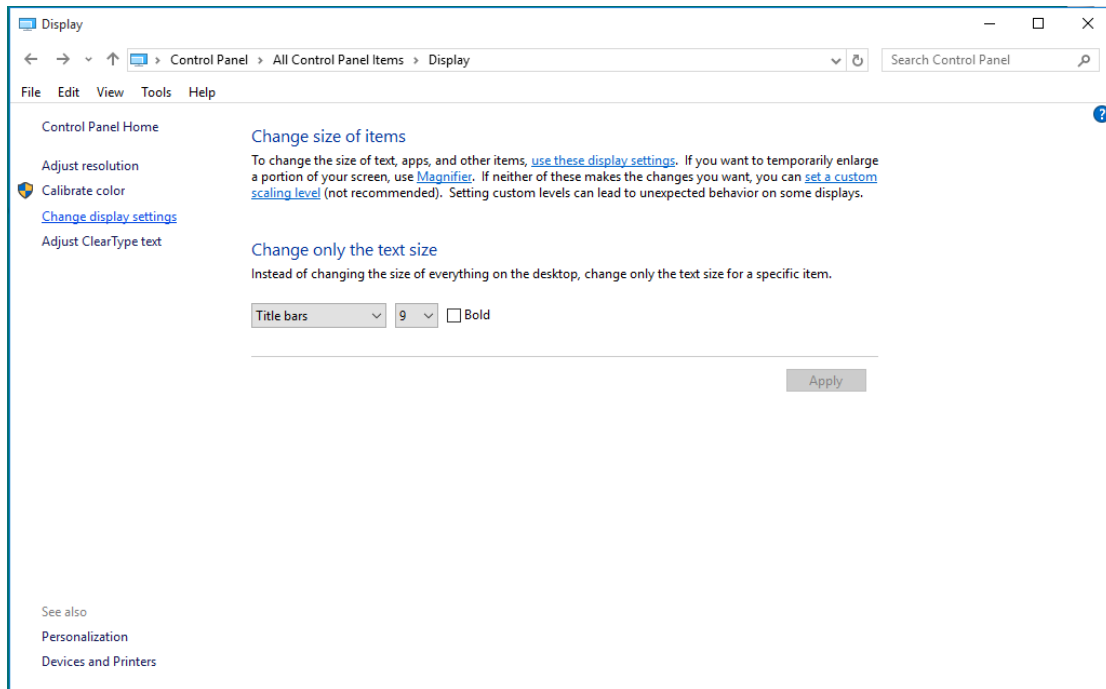 Display
Control Panel > All Control Panel Items > Display
Search Control Panel
File Edit View Tools Help
Control Panel Home
Adjust resolution
Calibrate color
Change display settings
Adjust ClearType text
Change size of items
To change the size of text, apps, and other items, use these display settings. If you want to temporarily enlarge
a portion of your screen, use Magnifier. If neither of these makes the changes you want, you can set a custom
scaling level (not recommended). Setting custom levels can lead to unexpected behavior on some displays.
Change only the text size
Instead of changing the size of everything on the desktop, change only the text size for a specific item.
Title bars 9 Bold
Apply
See also
Personalization
Devices and Printers